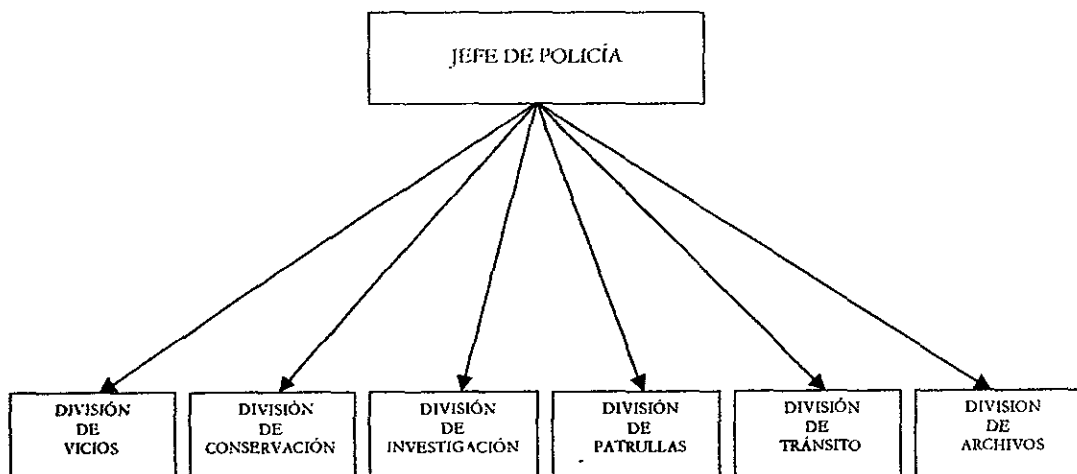 JEFE DE POLICÍA
DIVISIÓN
DE
VICIOS
DIVISIÓN
DE
CONSERVACIÓN
DIVISIÓN
DE
INVESTIGACIÓN
DIVISIÓN
DE
PATRULLAS
DIVISIÓN
DE
TRÁNSITO
DIVISION
DE
ARCHIVOS